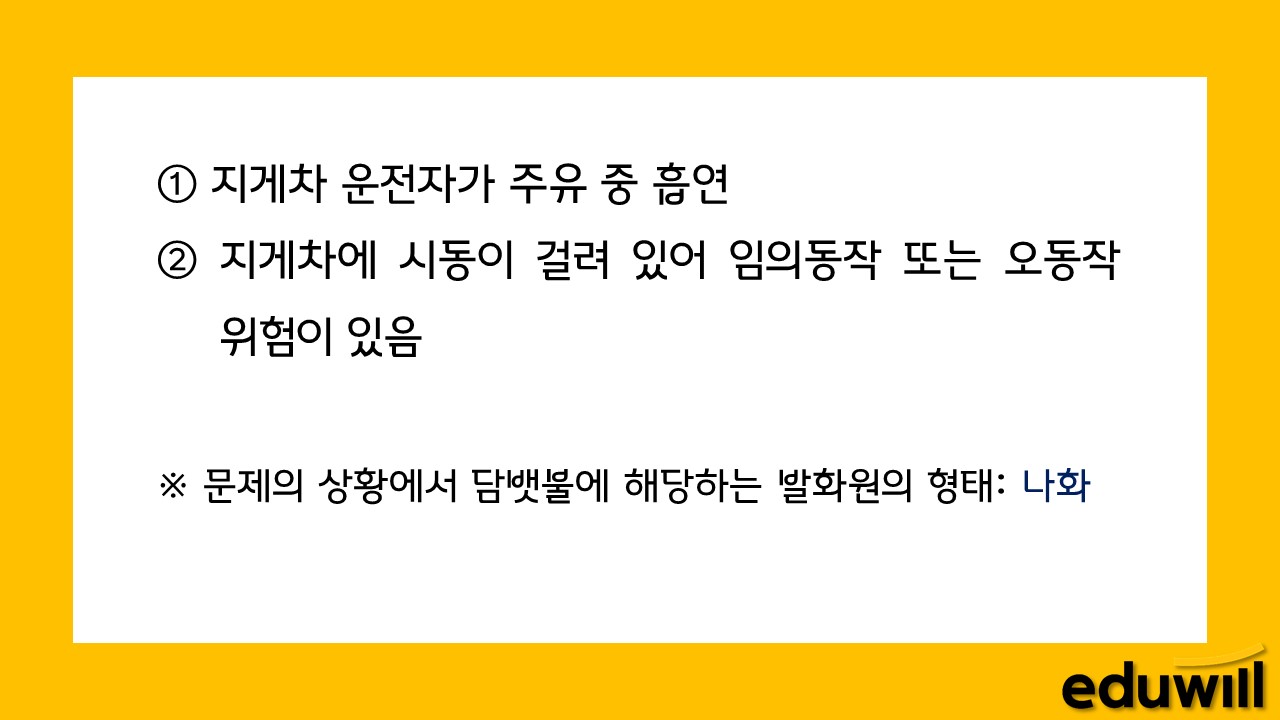 ① 지게차 운전자가 주유 중 흡연
② 지게차에 시동이 걸려 있어 임의동작 또는 오동작
위험이 있음
※ 문제의 상황에서 담뱃불에 해당하는 발화원의 형태: 나화
eduwill